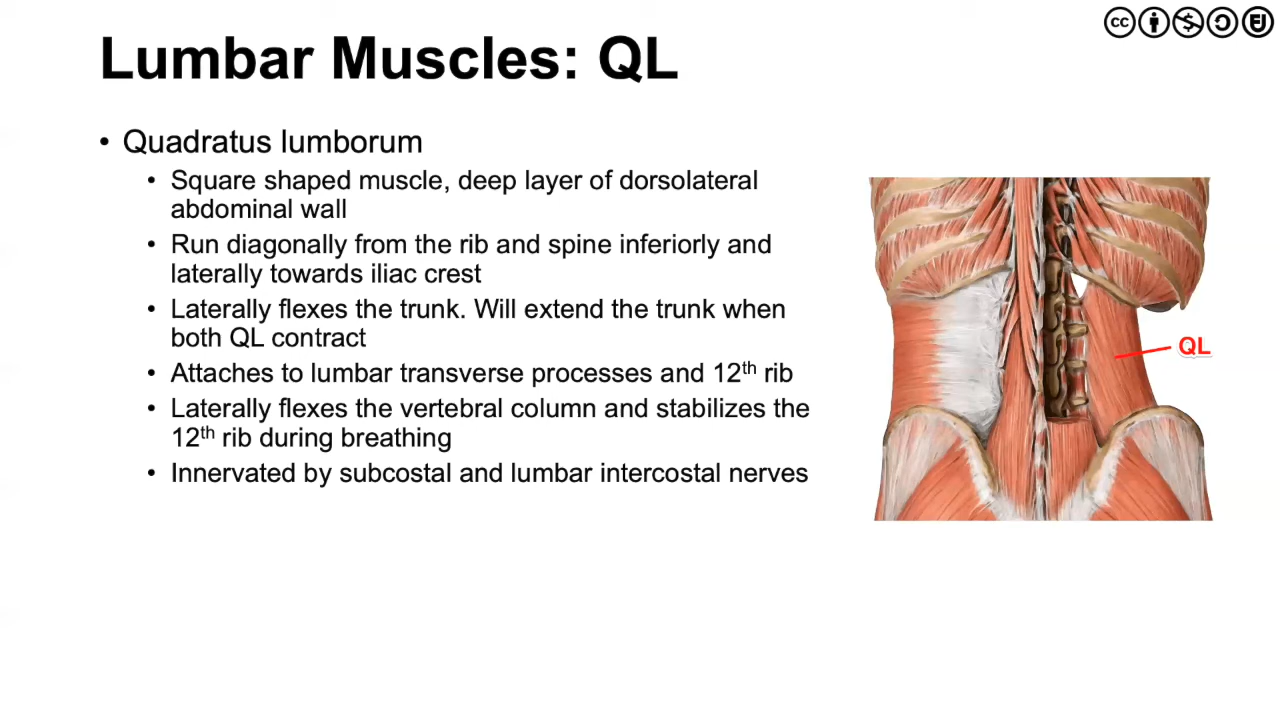 Lumbar Muscles: QL
• Quadratus lumborum
• Square shaped muscle, deep layer of dorsolateral
abdominal wall
• Run diagonally from the rib and spine inferiorly and
laterally towards iliac crest
• Laterally flexes the trunk. Will extend the trunk when
both QL contract
• Attaches to lumbar transverse processes and 12th rib
• Laterally flexes the vertebral column and stabilizes the
12th rib during breathing
• Innervated by subcostal and lumbar intercostal nerves
QL
cc